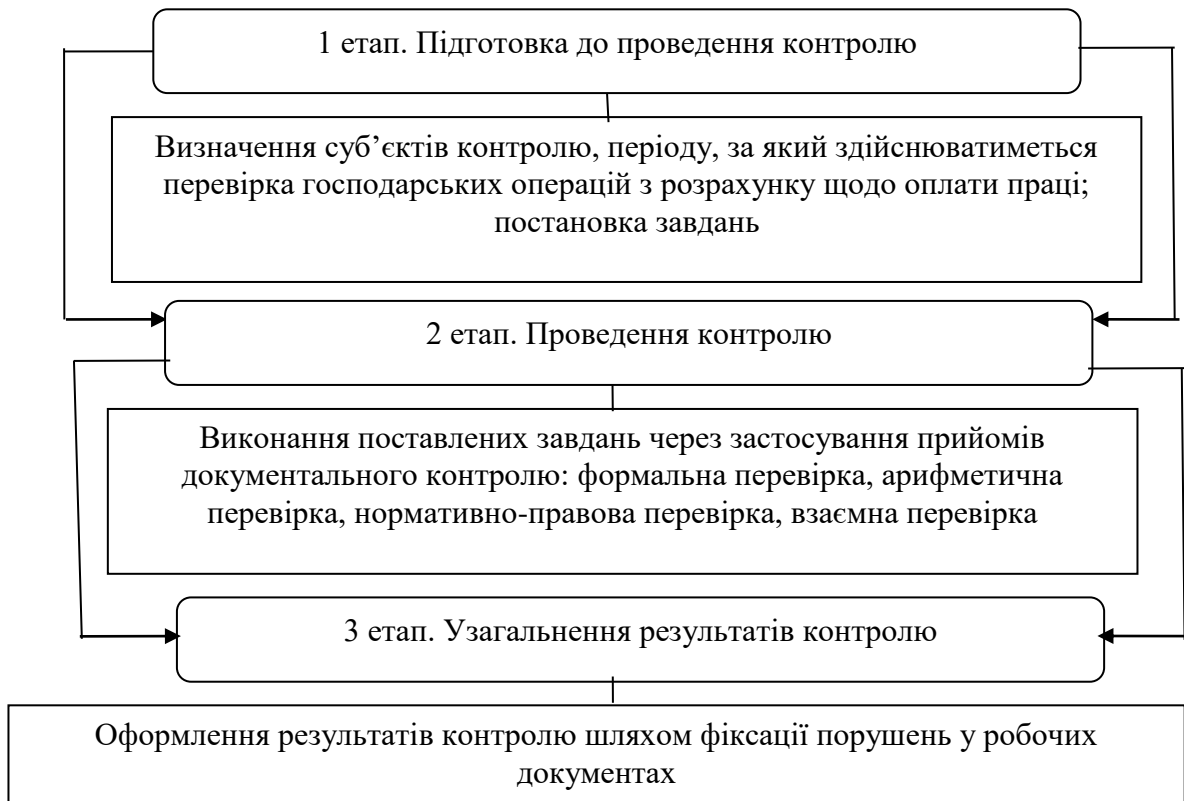 1 етап. Підготовка до проведення контролю
Визначення суб’єктів контролю, періоду, за який здійснюватиметься
перевірка господарських операцій з розрахунку щодо оплати праці;
постановка завдань
2 етап. Проведення контролю
Виконання поставлених завдань через застосування прийомів
документального контролю: формальна перевірка, арифметична
перевірка, нормативно-правова перевірка, взаємна перевірка
3 етап. Узагальнення результатів контролю
Оформлення результатів контролю шляхом фіксації порушень у робочих
документах